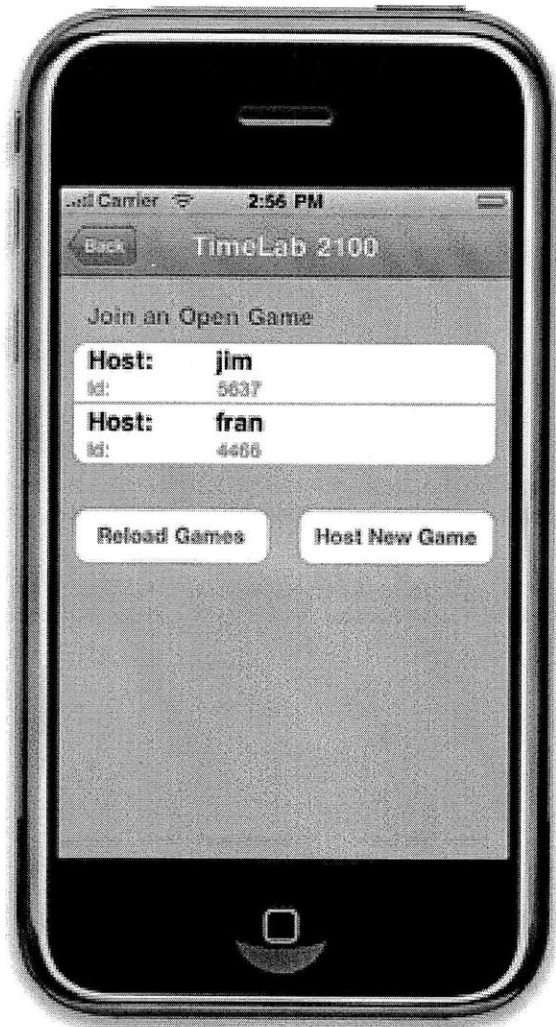 Carrier 2:56 PM
Back TimeLab 2100
Join an Open Game
Host: jim
Id: 5637
Host: fran
Id: 4466
Reload Games Host New Game